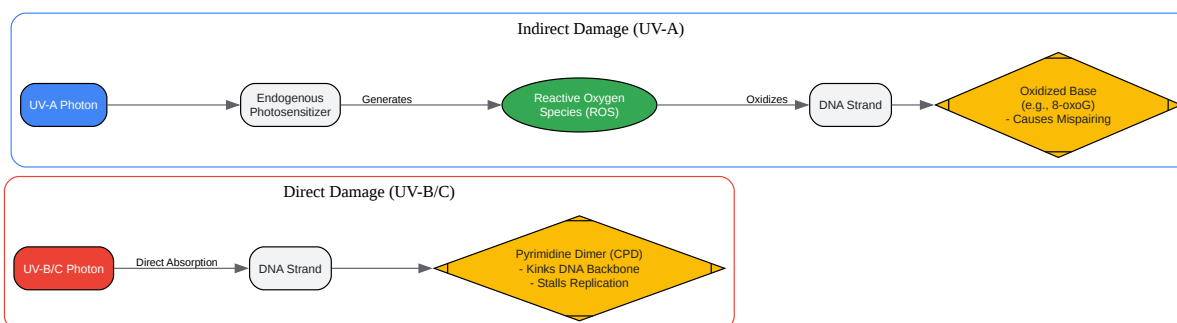 Indirect Damage (UV-A)
UV-A Photon
Endogenous
Photosensitizer
Generates
Reactive Oxygen
Species (ROS)
Oxidizes
DNA Strand
Oxidized Base
(e.g., 8-oxoG)
- Causes Mispairing
Direct Damage (UV-B/C)
UV-B/C Photon
Direct Absorption
DNA Strand
Pyrimidine Dimer (CPD)
- Kinks DNA Backbone
- Stalls Replication